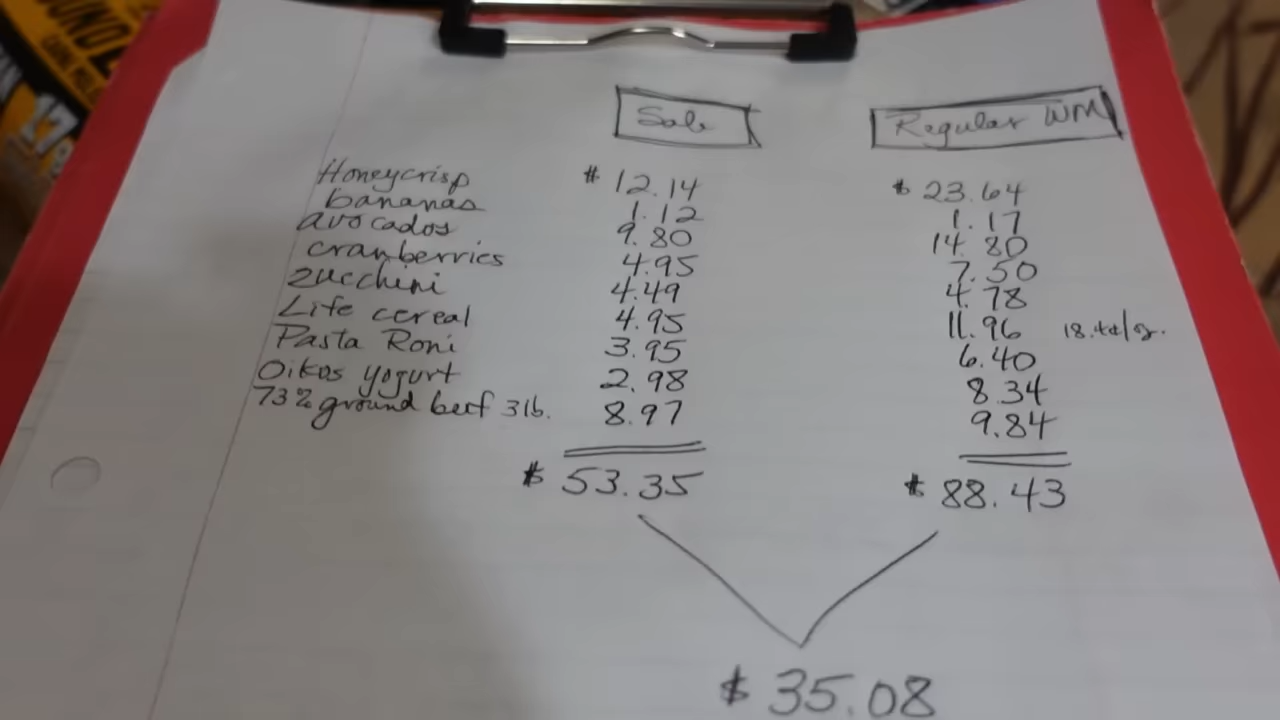 Sale Regular WM
Honeycrisp $ 12.14 $ 23.64
bananas 1.12 1.17
avocados 9.80 14.80
cranberries 4.95 7.50
zucchini 4.49 4.78
Life cereal 4.95 11.96
Pasta Roni 3.95 6.40
Oikos yogurt 2.98 8.34
73% ground beef 3lb. 8.97 9.84
$ 53.35 $ 88.43
$ 35.08